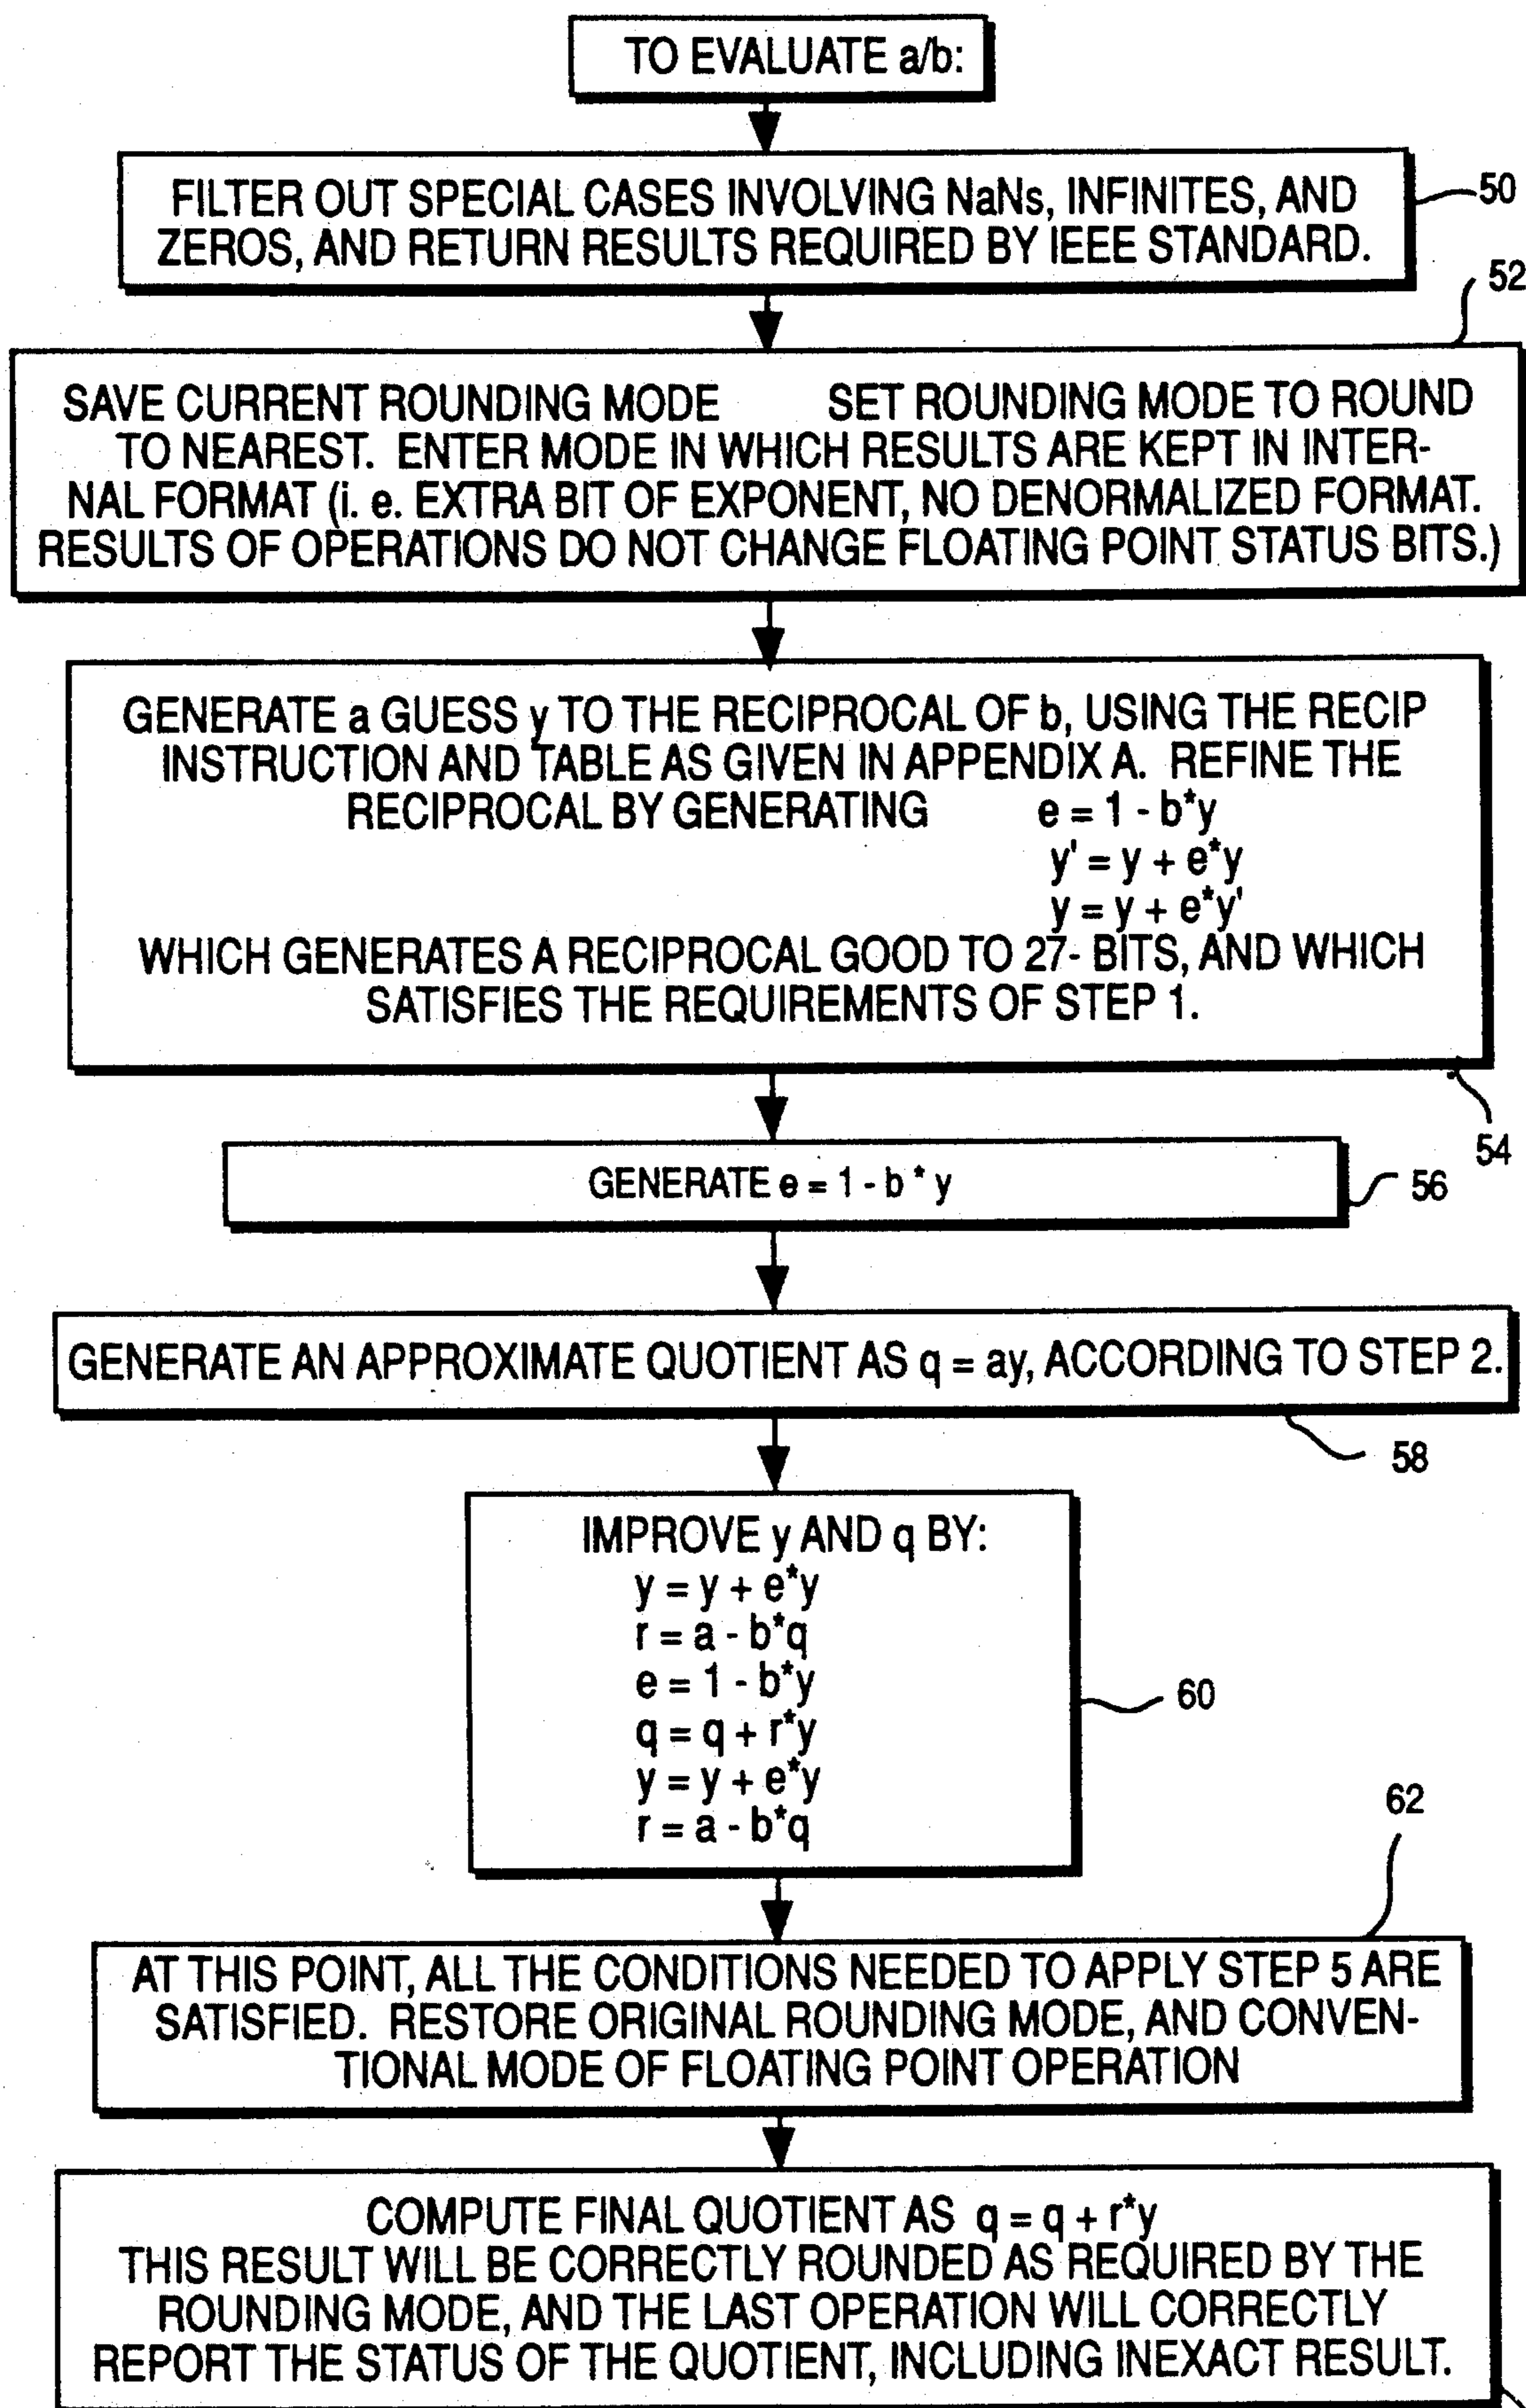 TO EVALUATE a/b:
FILTER OUT SPECIAL CASES INVOLVING NaNs, INFINITES, AND
ZEROS, AND RETURN RESULTS REQUIRED BY IEEE STANDARD.
50
52
SAVE CURRENT ROUNDING MODE SET ROUNDING MODE TO ROUND
TO NEAREST. ENTER MODE IN WHICH RESULTS ARE KEPT IN INTER-
NAL FORMAT (i. e. EXTRA BIT OF EXPONENT, NO DENORMALIZED FORMAT.
RESULTS OF OPERATIONS DO NOT CHANGE FLOATING POINT STATUS BITS.)
GENERATE a GUESS y TO THE RECIPROCAL OF b, USING THE RECIP
INSTRUCTION AND TABLE AS GIVEN IN APPENDIX A. REFINE THE
RECIPROCAL BY GENERATING e = 1 - b*y
y' = y + e*y
y = y + e*y'
WHICH GENERATES A RECIPROCAL GOOD TO 27- BITS, AND WHICH
SATISFIES THE REQUIREMENTS OF STEP 1.
54
GENERATE e = 1 - b * y
56
GENERATE AN APPROXIMATE QUOTIENT AS q = ay, ACCORDING TO STEP 2.
58
IMPROVE y AND q BY:
y = y + e*y
r = a - b*q
e = 1 - b*y
q = q + r*y
y = y + e*y
r = a - b*q
60
62
AT THIS POINT, ALL THE CONDITIONS NEEDED TO APPLY STEP 5 ARE
SATISFIED. RESTORE ORIGINAL ROUNDING MODE, AND CONVEN-
TIONAL MODE OF FLOATING POINT OPERATION
COMPUTE FINAL QUOTIENT AS q = q + r*y
THIS RESULT WILL BE CORRECTLY ROUNDED AS REQUIRED BY THE
ROUNDING MODE, AND THE LAST OPERATION WILL CORRECTLY
REPORT THE STATUS OF THE QUOTIENT, INCLUDING INEXACT RESULT.